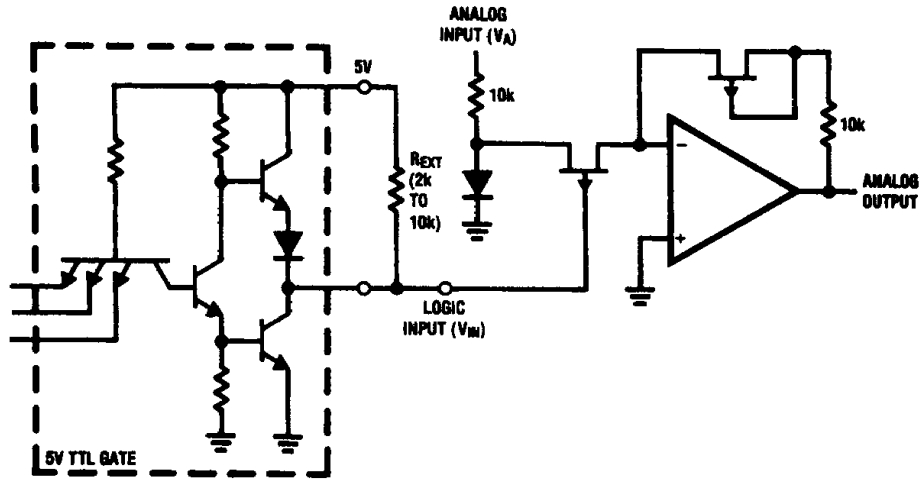 ANALOG
INPUT (VA)
5V
10k
10k
REXT
(2k
TO
10k)
ANALOG
OUTPUT
−
+
LOGIC
INPUT (VIN)
5V TTL GATE